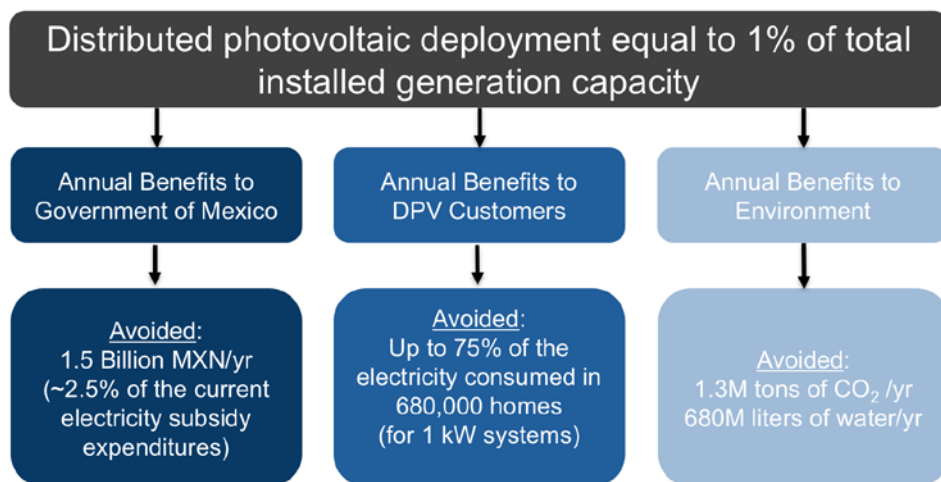 Distributed photovoltaic deployment equal to 1% of total
installed generation capacity
Annual Benefits to
Government of Mexico
Annual Benefits to
DPV Customers
Annual Benefits to
Environment
Avoided:
1.5 Billion MXN/yr
(~2.5% of the current
electricity subsidy
expenditures)
Avoided:
Up to 75% of the
electricity consumed in
680,000 homes
(for 1 kW systems)
Avoided:
1.3M tons of CO₂ /yr
680M liters of water/yr